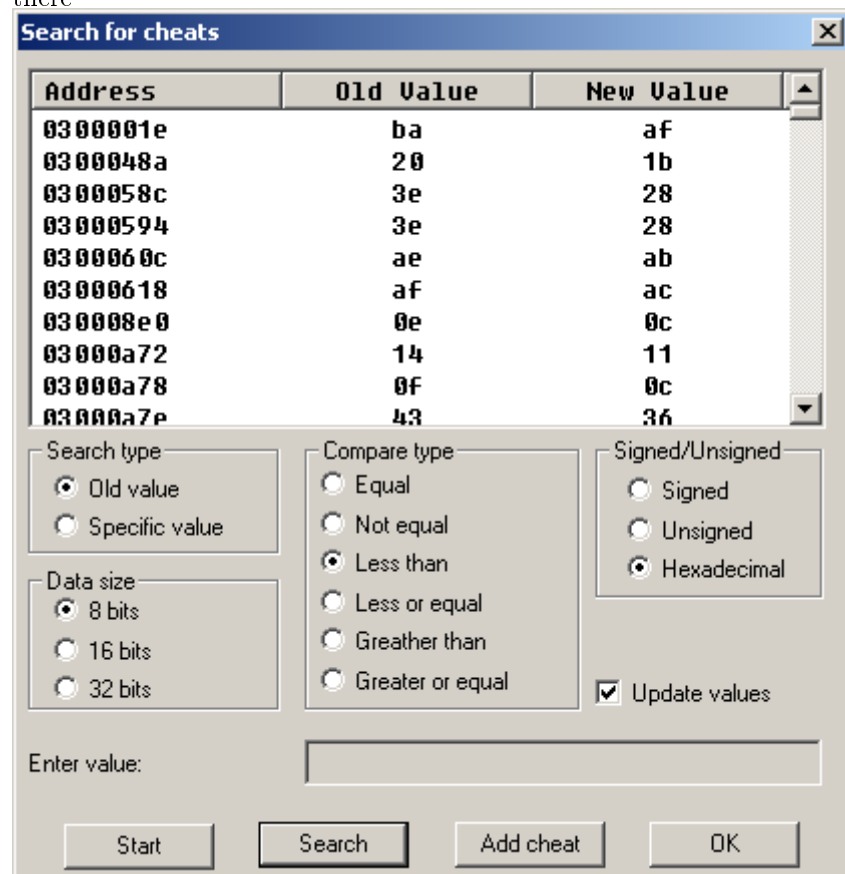 there
Search for cheats
Address Old Value New Value
0300001e ba af
0300048a 20 1b
0300058c 3e 28
03000594 3e 28
0300060c ae ab
03000618 af ac
030008e0 0e 0c
03000a72 14 11
03000a78 0f 0c
03000a7e 43 36
Search type
Old value
Specific value
Data size
8 bits
16 bits
32 bits
Compare type
Equal
Not equal
Less than
Less or equal
Greather than
Greater or equal
Signed/Unsigned
Signed
Unsigned
Hexadecimal
Update values
Enter value:
Start Search Add cheat OK